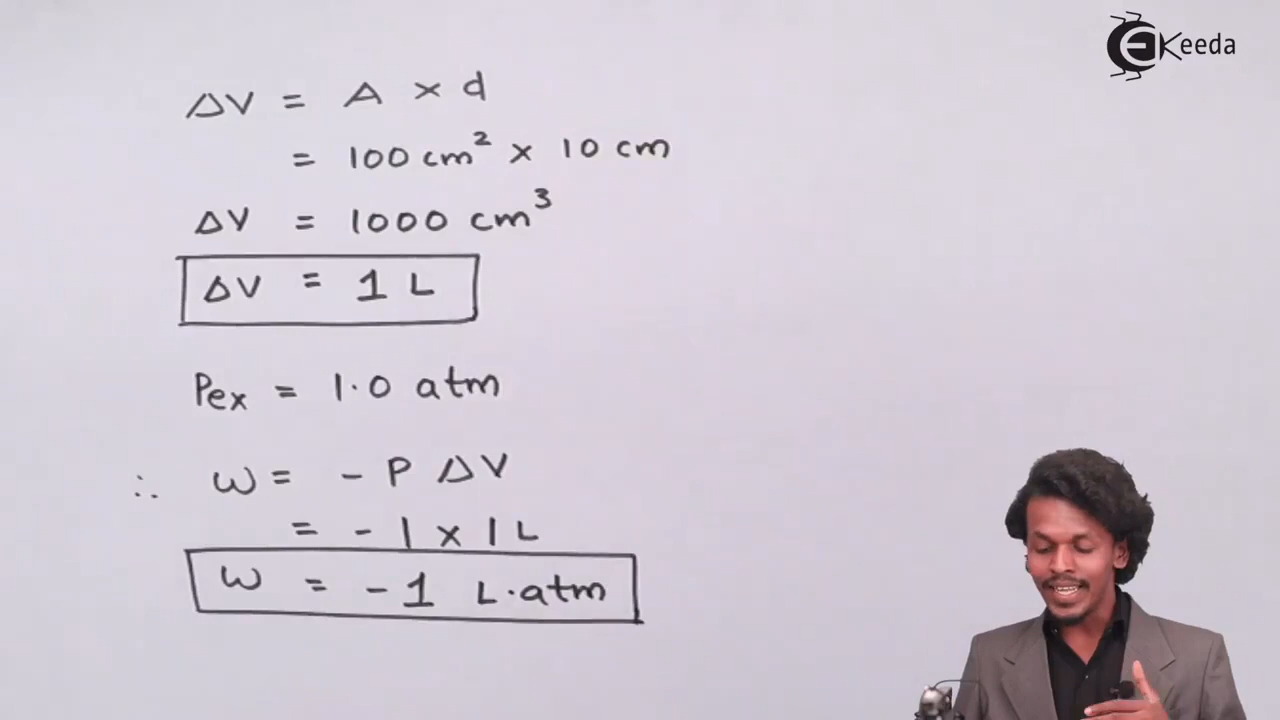 EKeeda
ΔV = A × d
= 100 cm² × 10 cm
ΔV = 1000 cm³
ΔV = 1 L
Pex = 1.0 atm
∴ W = - P ΔV
= - 1 × 1 L
W = - 1 L.atm